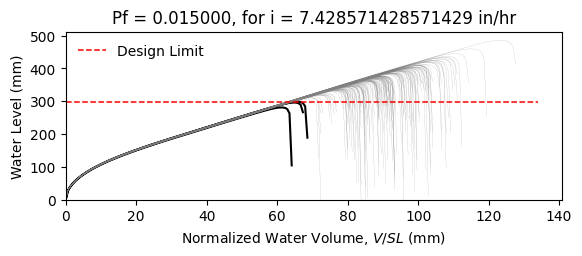 Pf = 0.015000, for i = 7.428571428571429 in/hr
Design Limit
Water Level (mm)
500
400
300
200
100
0
0 20 40 60 80 100 120 140
Normalized Water Volume, V/SL (mm)